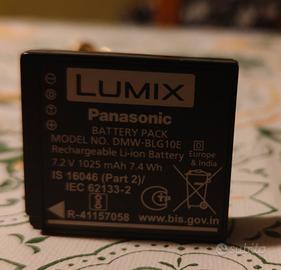 LUMIX
Panasonic
BATTERY PACK
MODEL NO. DMW-BLG10E
Rechargeable Li-ion Battery
7.2 V 1025 mAh 7.4 Wh
D Europe & India
IS 16046 (Part 2)/
IEC 62133-2
R-41157058
www.bis.gov.in
subito